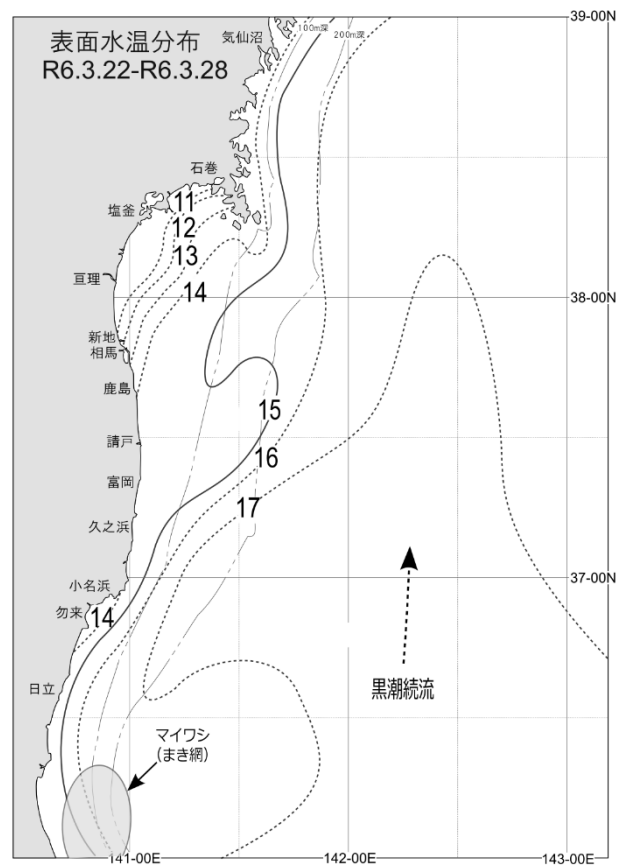 表面水温分布
R6.3.22-R6.3.28
気仙沼
100m深
200m深
39-00N
石巻
塩釜
11
12
13
14
亘理
38-00N
新地
相馬
鹿島
15
請戸
16
富岡
17
久之浜
小名浜
37-00N
勿来
14
日立
黒潮続流
マイワシ
(まき網)
141-00E
142-00E
143-00E